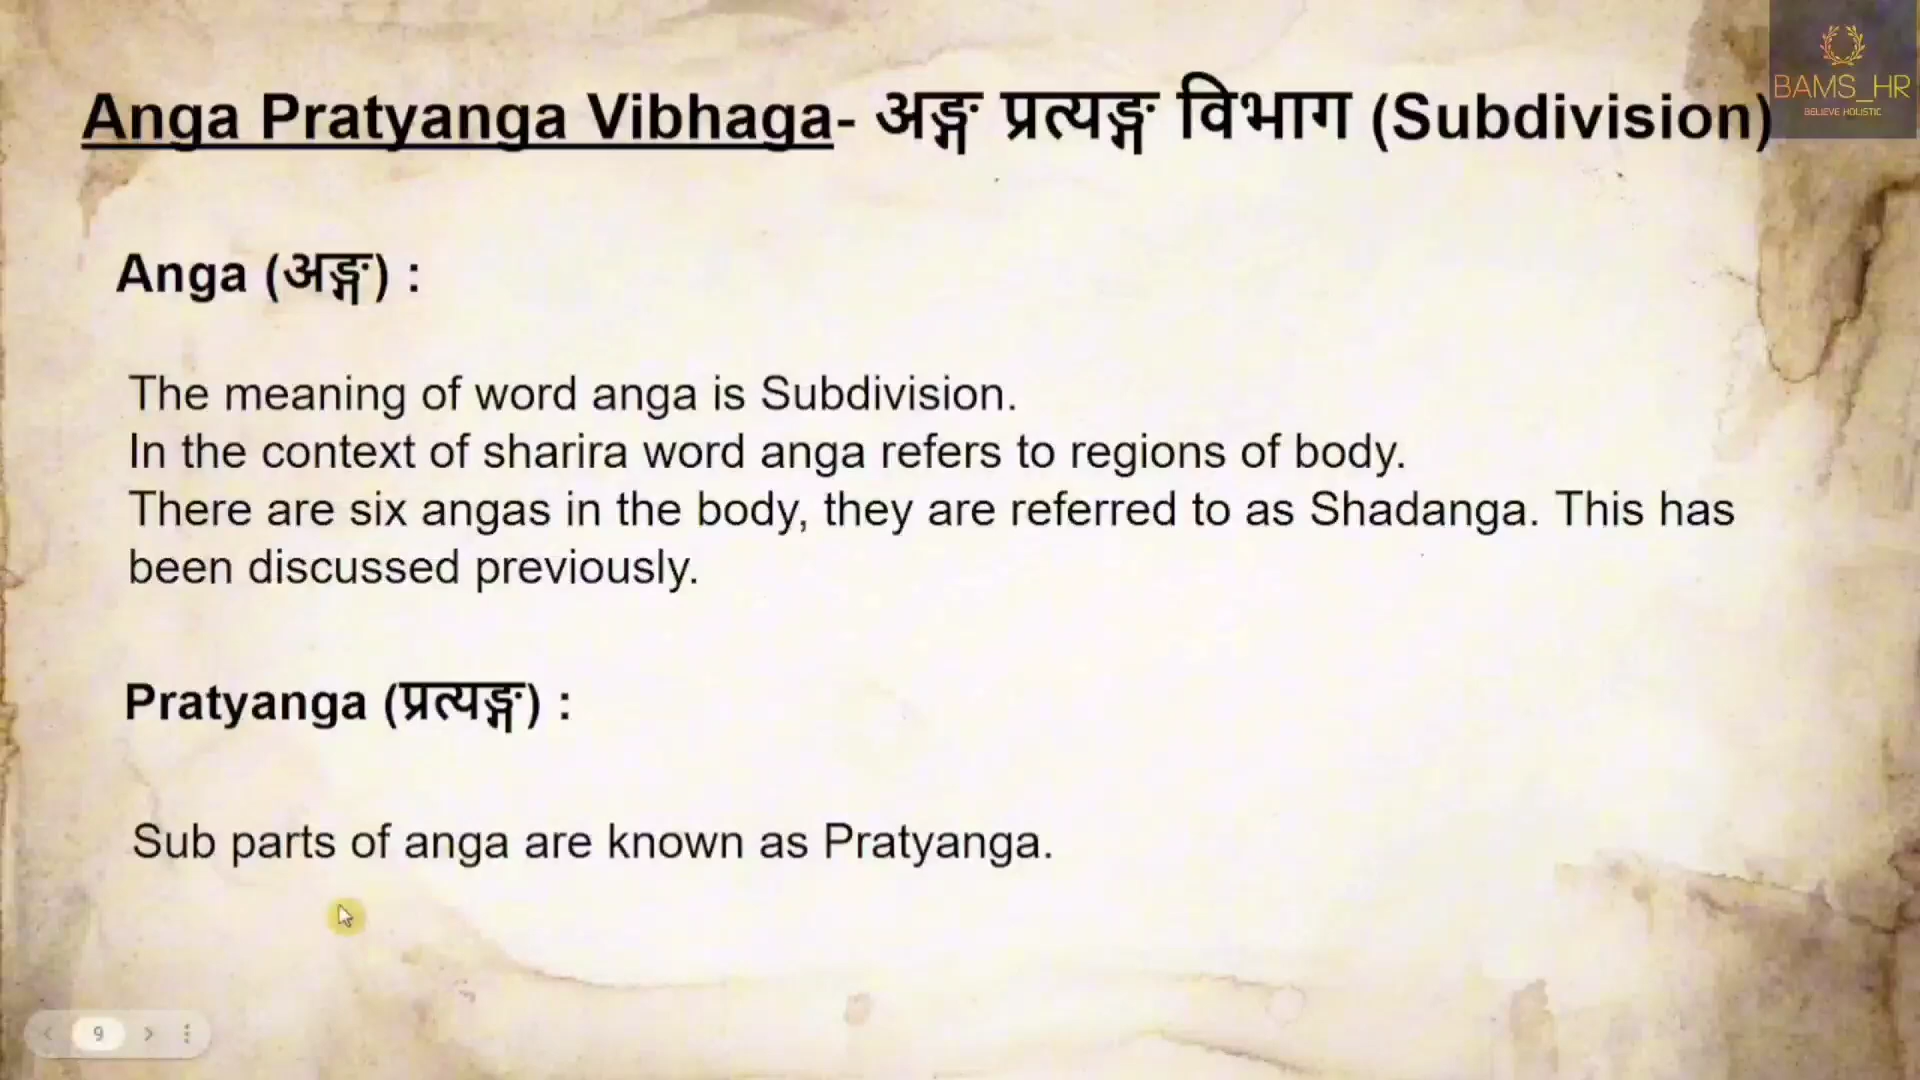 BAMS_HR
BELIEVE HOLISTIC
Anga Pratyanga Vibhaga- अङ्ग प्रत्यङ्ग विभाग (Subdivision)
Anga (अङ्ग) :
The meaning of word anga is Subdivision.
In the context of sharira word anga refers to regions of body.
There are six angas in the body, they are referred to as Shadanga. This has
been discussed previously.
Pratyanga (प्रत्यङ्ग) :
Sub parts of anga are known as Pratyanga.
9